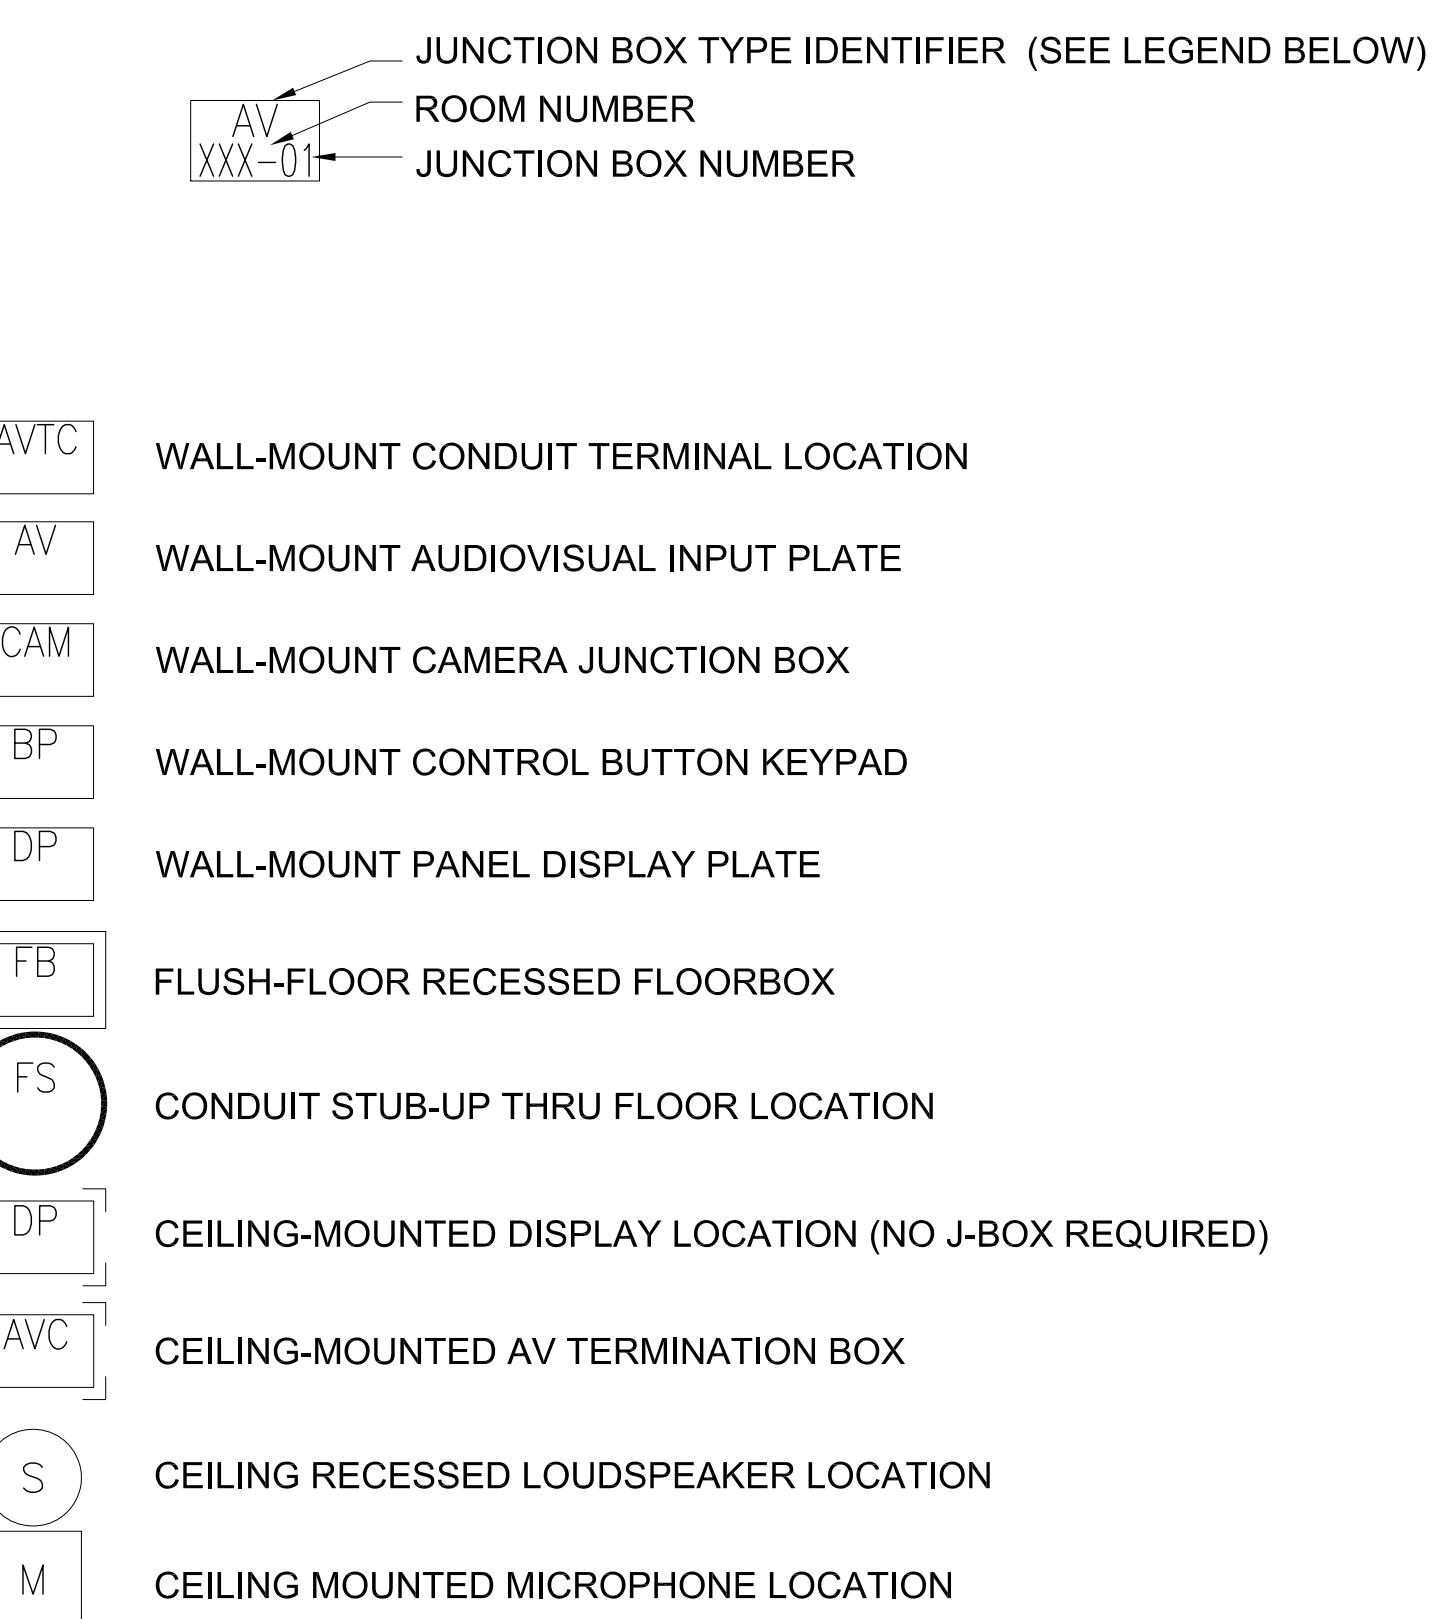 JUNCTION BOX TYPE IDENTIFIER (SEE LEGEND BELOW)
AV
ROOM NUMBER
XXX-01
JUNCTION BOX NUMBER
AVTC
WALL-MOUNT CONDUIT TERMINAL LOCATION
AV
WALL-MOUNT AUDIOVISUAL INPUT PLATE
CAM
WALL-MOUNT CAMERA JUNCTION BOX
BP
WALL-MOUNT CONTROL BUTTON KEYPAD
DP
WALL-MOUNT PANEL DISPLAY PLATE
FB
FLUSH-FLOOR RECESSED FLOORBOX
FS
CONDUIT STUB-UP THRU FLOOR LOCATION
DP
CEILING-MOUNTED DISPLAY LOCATION (NO J-BOX REQUIRED)
AVC
CEILING-MOUNTED AV TERMINATION BOX
S
CEILING RECESSED LOUDSPEAKER LOCATION
M
CEILING MOUNTED MICROPHONE LOCATION